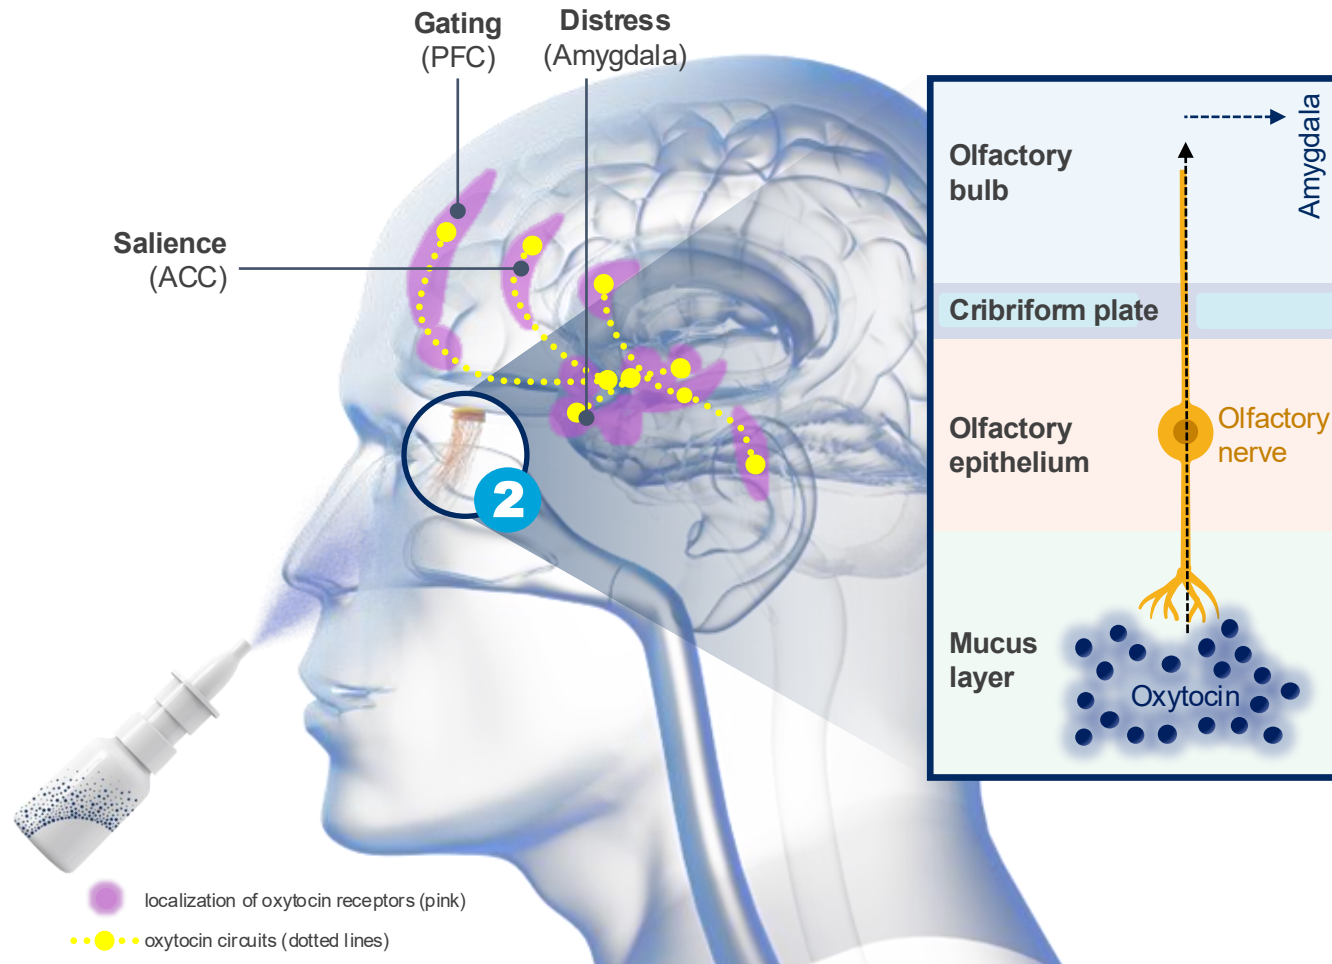 Gating
(PFC)
Distress
(Amygdala)
Salience
(ACC)
2
Olfactory
bulb
Amygdala
Cribriform plate
Olfactory
epithelium
Olfactory
nerve
Mucus
layer
Oxytocin
localization of oxytocin receptors (pink)
oxytocin circuits (dotted lines)